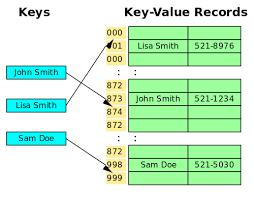 Keys
Key-Value Records
000
001 Lisa Smith 521-8976
000
: :
John Smith
872
873 John Smith 521-1234
874
Lisa Smith
872
: :
Sam Doe
872
998 Sam Doe 521-5030
999